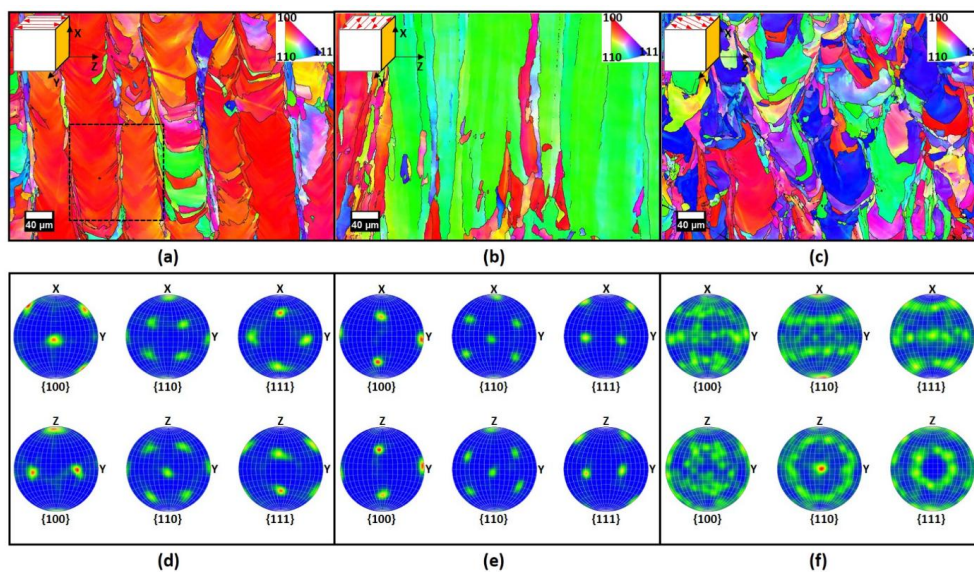 X
Z
Y
100
110
111
40 μm
(a)
X
Z
Y
100
110
111
40 μm
(b)
X
Y
100
110
111
40 μm
(c)
X X X
Y Y Y
{100} {110} {111}
Z Z Z
Y Y Y
{100} {110} {111}
(d)
X X X
Y Y Y
{100} {110} {111}
Z Z Z
Y Y Y
{100} {110} {111}
(e)
X X X
Y Y Y
{100} {110} {111}
Z Z Z
Y Y Y
{100} {110} {111}
(f)